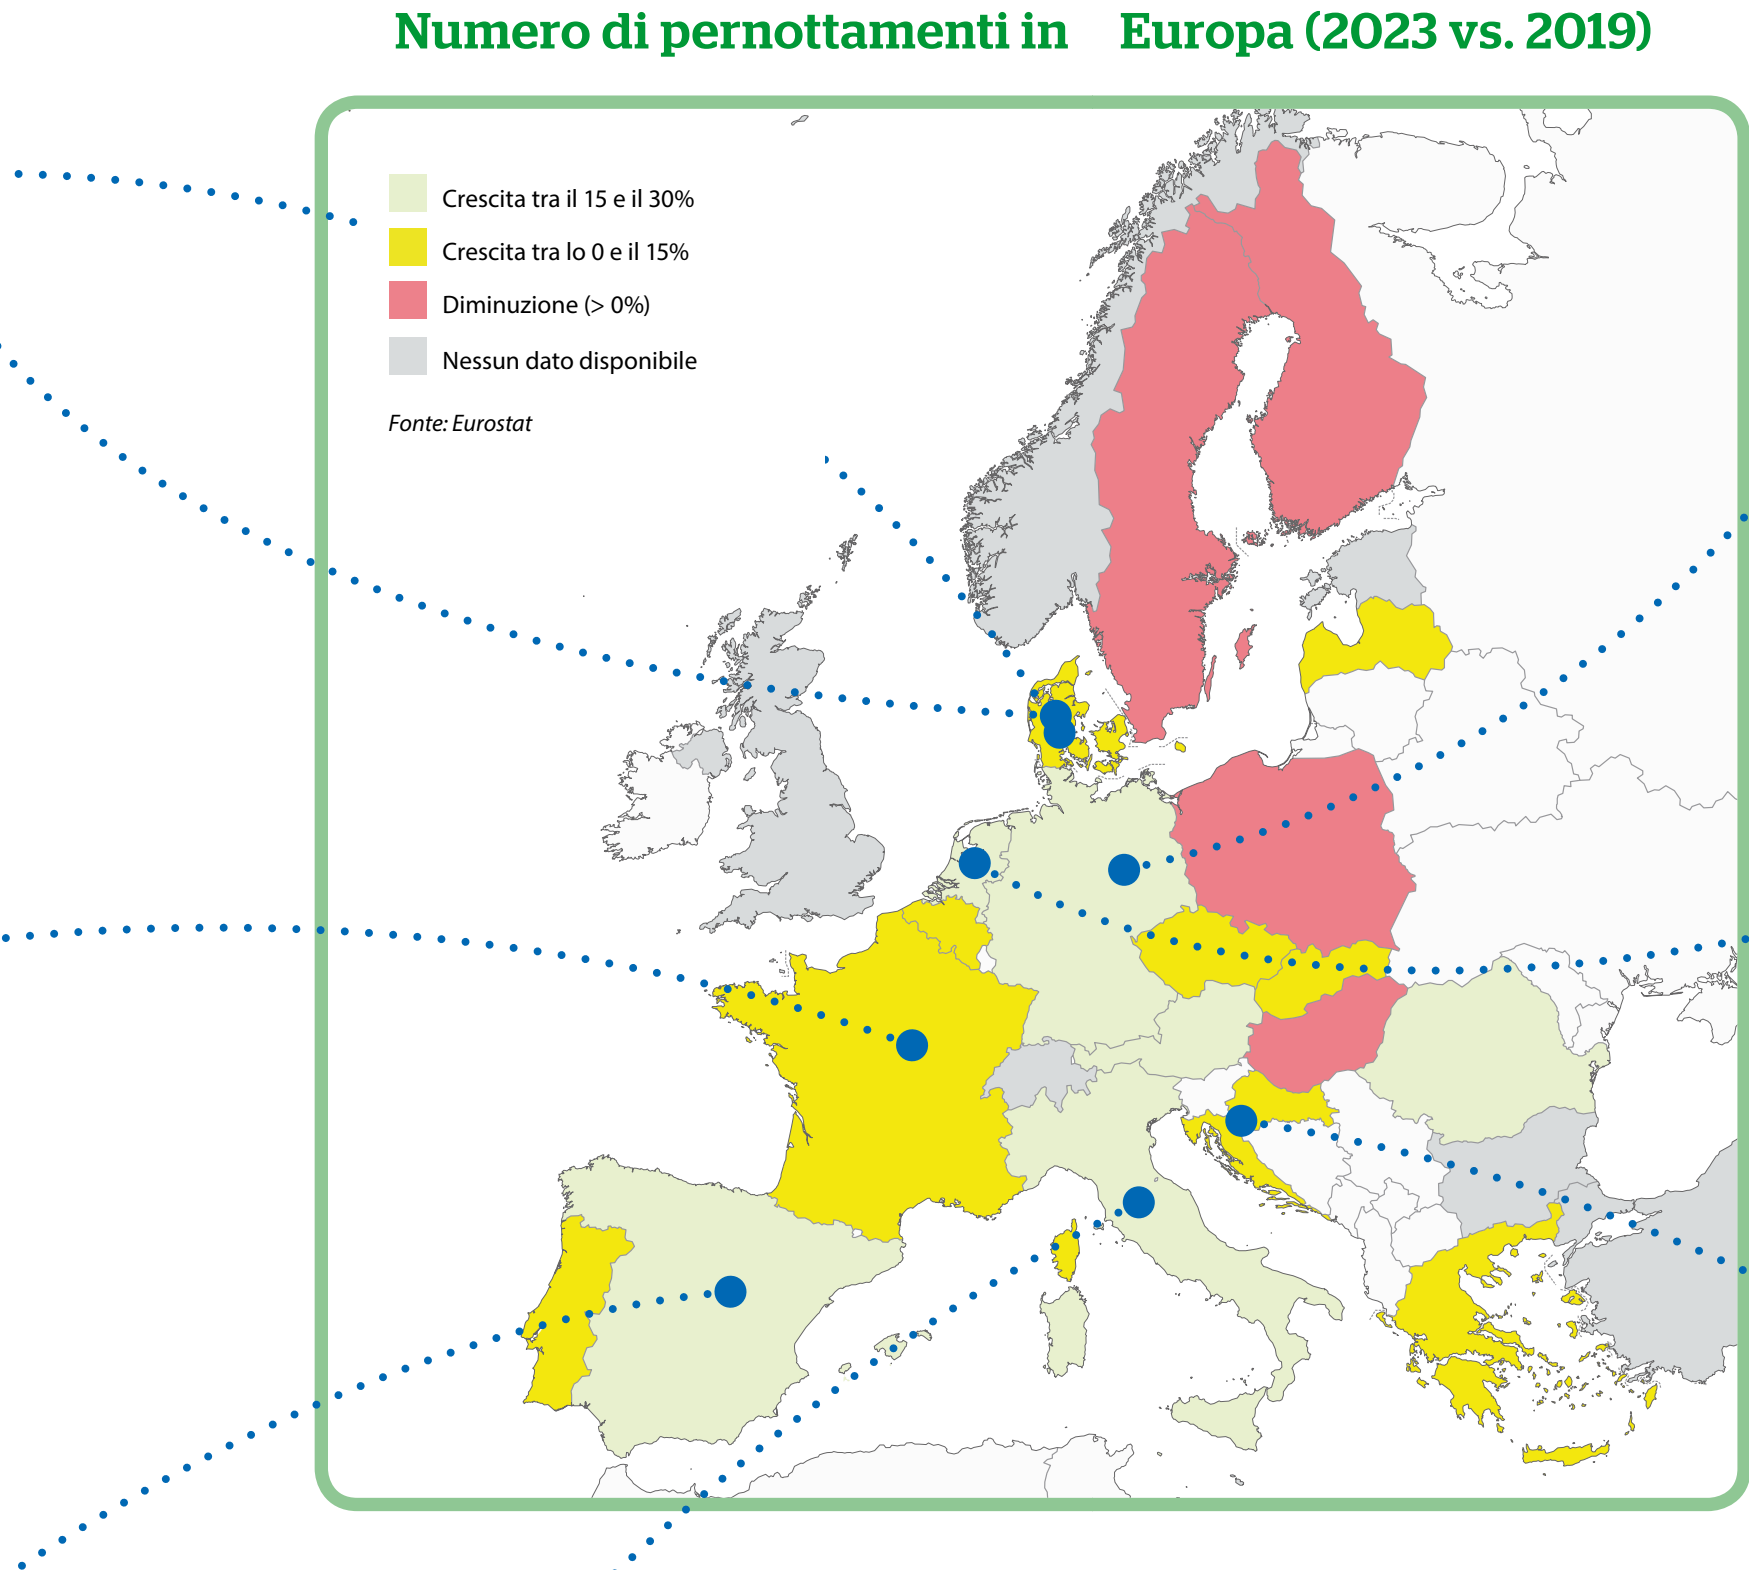 Numero di pernottamenti in Europa (2023 vs. 2019)
Crescita tra il 15 e il 30%
Crescita tra lo 0 e il 15%
Diminuzione (> 0%)
Nessun dato disponibile
Fonte: Eurostat